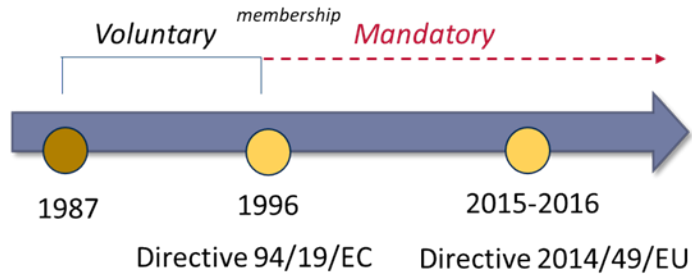 membership
Voluntary Mandatory
1987 1996 2015-2016
Directive 94/19/EC Directive 2014/49/EU